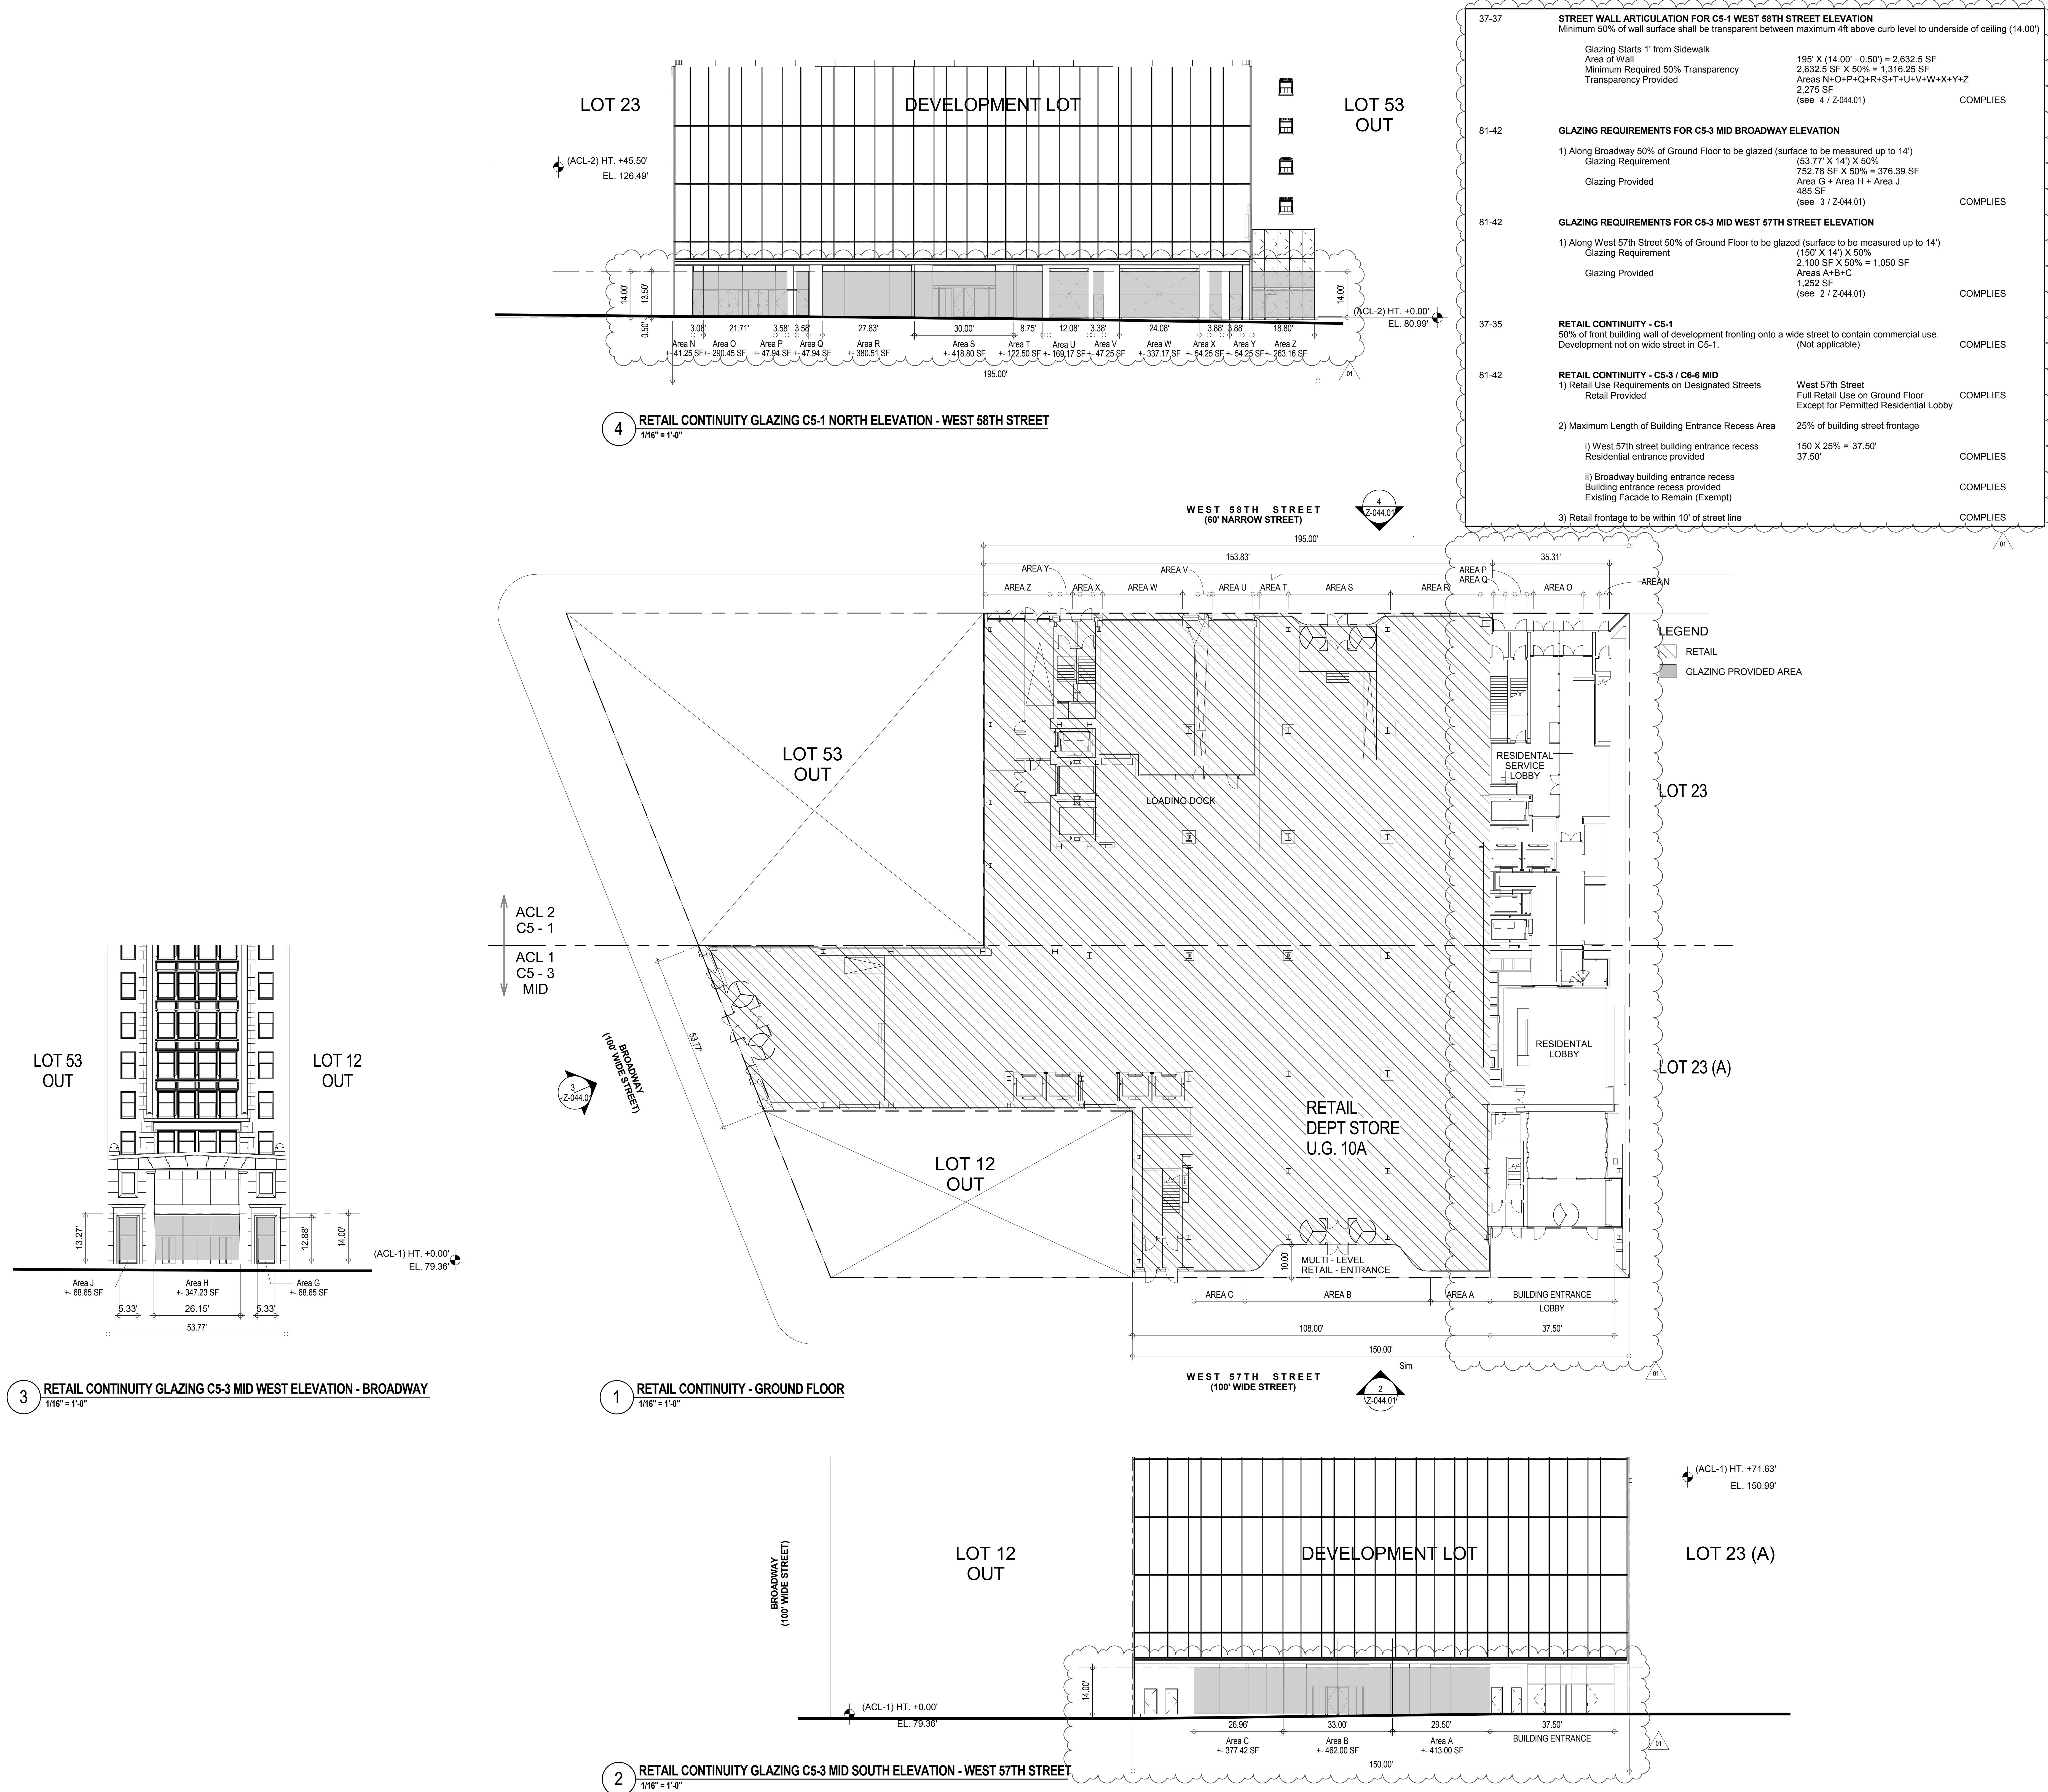 37-37 STREET WALL ARTICULATION FOR C5-1 WEST 58TH STREET ELEVATION
Minimum 50% of wall surface shall be transparent between maximum 4ft above curb level to underside of ceiling (14.00')
Glazing Starts 1' from Sidewalk
Area of Wall 195' X (14.00' - 0.50') = 2,632.5 SF
Minimum Required 50% Transparency 2,632.5 SF X 50% = 1,316.25 SF
Transparency Provided Areas N+O+P+Q+R+S+T+U+V+W+X+Y+Z
2,275 SF
(see 4 / Z-044.01) COMPLIES
81-42 GLAZING REQUIREMENTS FOR C5-3 MID BROADWAY ELEVATION
1) Along Broadway 50% of Ground Floor to be glazed (surface to be measured up to 14')
Glazing Requirement (53.77' X 14') X 50%
752.78 SF X 50% = 376.39 SF
Glazing Provided Area G + Area H + Area J
485 SF
(see 3 / Z-044.01) COMPLIES
81-42 GLAZING REQUIREMENTS FOR C5-3 MID WEST 57TH STREET ELEVATION
1) Along West 57th Street 50% of Ground Floor to be glazed (surface to be measured up to 14')
Glazing Requirement (150' X 14') X 50%
2,100 SF X 50% = 1,050 SF
Glazing Provided Areas A+B+C
1,252 SF
(see 2 / Z-044.01) COMPLIES
37-35 RETAIL CONTINUITY - C5-1
50% of front building wall of development fronting onto a wide street to contain commercial use.
Development not on wide street in C5-1. (Not applicable) COMPLIES
81-42 RETAIL CONTINUITY - C5-3 / C6-6 MID
1) Retail Use Requirements on Designated Streets West 57th Street
Retail Provided Full Retail Use on Ground Floor COMPLIES
Except for Permitted Residential Lobby
2) Maximum Length of Building Entrance Recess Area 25% of building street frontage
i) West 57th street building entrance recess 150 X 25% = 37.50'
Residential entrance provided 37.50' COMPLIES
ii) Broadway building entrance recess
Building entrance recess provided COMPLIES
Existing Facade to Remain (Exempt)
3) Retail frontage to be within 10' of street line COMPLIES
01
LOT 23
DEVELOPMENT LOT
LOT 53
OUT
(ACL-2) HT. +45.50'
EL. 126.49'
14.00'
13.50'
0.50'
14.00'
(ACL-2) HT. +0.00'
EL. 80.99'
3.08' 21.71' 3.58' 3.58' 27.83' 30.00' 8.75' 12.08' 3.38' 24.08' 3.88' 3.88' 18.80'
Area N Area O Area P Area Q Area R Area S Area T Area U Area V Area W Area X Area Y Area Z
+- 41.25 SF +- 290.45 SF +- 47.94 SF +- 47.94 SF +- 380.51 SF +- 418.80 SF +- 122.50 SF +- 169.17 SF +- 47.25 SF +- 337.17 SF +- 54.25 SF +- 54.25 SF +- 263.16 SF
195.00'
01
4 RETAIL CONTINUITY GLAZING C5-1 NORTH ELEVATION - WEST 58TH STREET
1/16" = 1'-0"
WEST 58TH STREET
(60' NARROW STREET)
4
Z-044.01
195.00'
153.83' 35.31'
AREA Z AREA Y AREA X AREA W AREA V AREA U AREA T AREA S AREA R AREA Q AREA P AREA O AREA N
LEGEND
RETAIL
GLAZING PROVIDED AREA
LOT 53
OUT
LOADING DOCK
RESIDENTAL
SERVICE
LOBBY
LOT 23
ACL 2
C5 - 1
ACL 1
C5 - 3
MID
53.77'
BROADWAY
(100' WIDE STREET)
3
Z-044.01
RESIDENTAL
LOBBY
LOT 23 (A)
RETAIL
DEPT STORE
U.G. 10A
LOT 12
OUT
10.00'
MULTI - LEVEL
RETAIL - ENTRANCE
AREA C AREA B AREA A BUILDING ENTRANCE
LOBBY
108.00' 37.50'
150.00'
Sim
WEST 57TH STREET
(100' WIDE STREET)
2
Z-044.01
01
1 RETAIL CONTINUITY - GROUND FLOOR
1/16" = 1'-0"
LOT 53
OUT
LOT 12
OUT
13.27'
12.88'
14.00'
(ACL-1) HT. +0.00'
EL. 79.36'
Area J Area H Area G
+- 68.65 SF +- 347.23 SF +- 68.65 SF
5.33' 26.15' 5.33'
53.77'
3 RETAIL CONTINUITY GLAZING C5-3 MID WEST ELEVATION - BROADWAY
1/16" = 1'-0"
(ACL-1) HT. +71.63'
EL. 150.99'
BROADWAY
(100' WIDE STREET)
LOT 12
OUT
DEVELOPMENT LOT
LOT 23 (A)
14.00'
(ACL-1) HT. +0.00'
EL. 79.36'
26.96' 33.00' 29.50' 37.50'
Area C Area B Area A BUILDING ENTRANCE
+- 377.42 SF +- 462.00 SF +- 413.00 SF
150.00'
01
2 RETAIL CONTINUITY GLAZING C5-3 MID SOUTH ELEVATION - WEST 57TH STREET
1/16" = 1'-0"